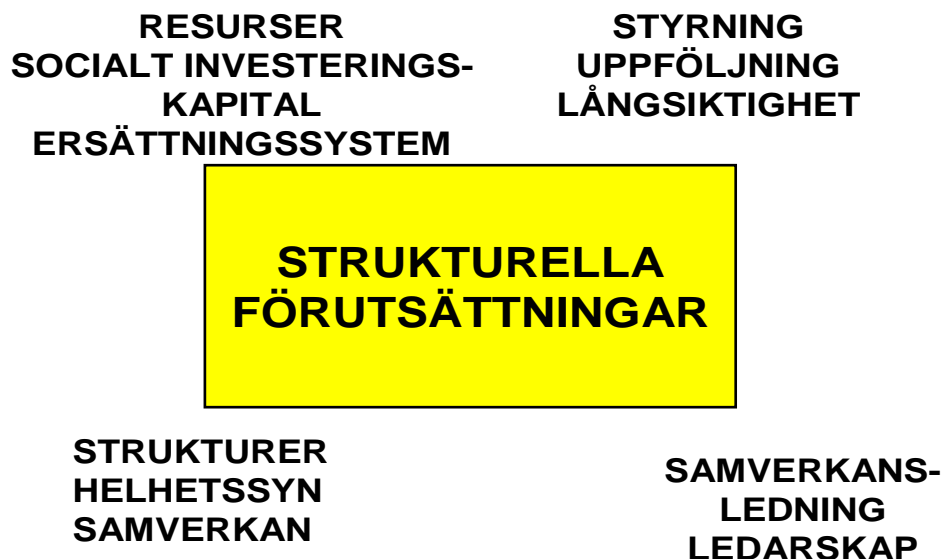 RESURSER
SOCIALT INVESTERINGS-
KAPITAL
ERSÄTTNINGSSYSTEM
STYRNING
UPPFÖLJNING
LÅNGSIKTIGHET
STRUKTURELLA
FÖRUTSÄTTNINGAR
STRUKTURER
HELHETSSYN
SAMVERKAN
SAMVERKANS-
LEDNING
LEDARSKAP